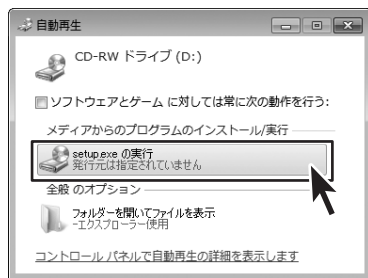 自動再生
CD-RW ドライブ (D:)
ソフトウェアとゲーム に対しては常に次の動作を行う:
メディアからのプログラムのインストール/実行
setup.exe の実行
発行元は指定されていません
全般 のオプション
フォルダーを開いてファイルを表示
-エクスプローラー使用
コントロール パネルで自動再生の詳細を表示します